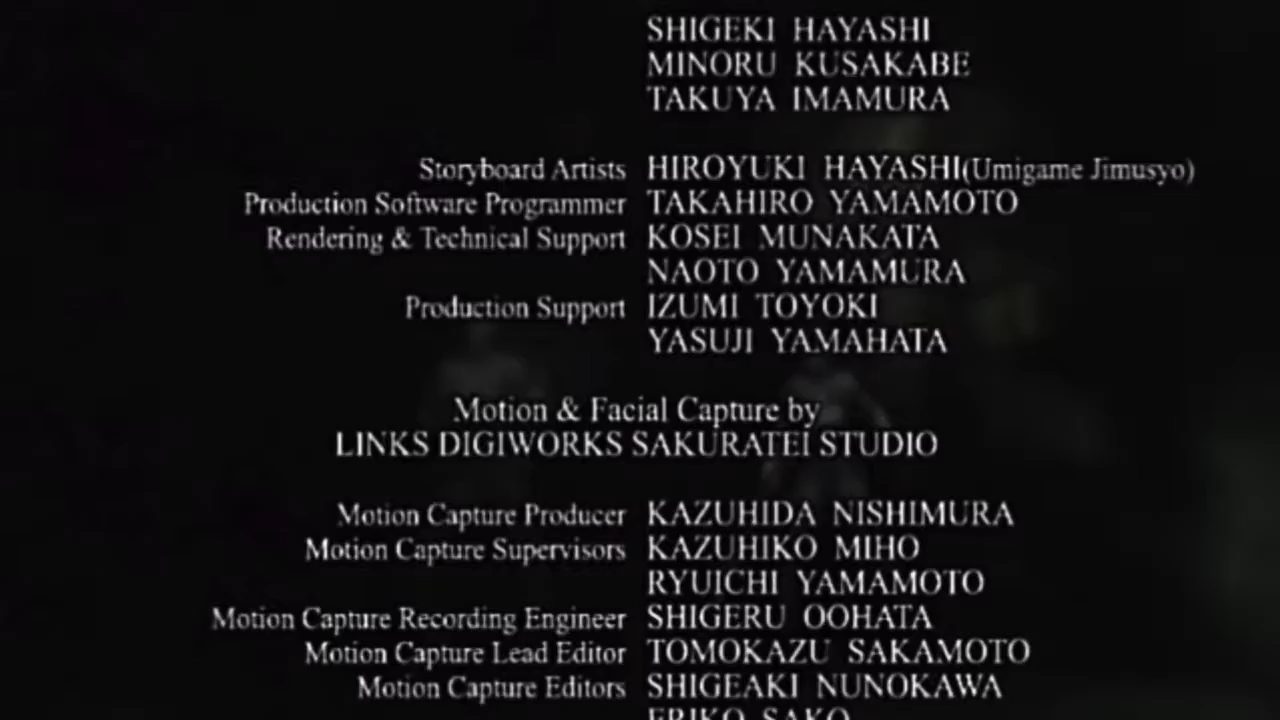 SHIGEKI HAYASHI
MINORU KUSAKABE
TAKUYA IMAMURA
Storyboard Artists HIROYUKI HAYASHI(Umigame Jimusyo)
Production Software Programmer TAKAHIRO YAMAMOTO
Rendering & Technical Support KOSEI MUNAKATA
NAOTO YAMAMURA
Production Support IZUMI TOYOKI
YASUJI YAMAHATA
Motion & Facial Capture by
LINKS DIGIWORKS SAKURATEI STUDIO
Motion Capture Producer KAZUHIDA NISHIMURA
Motion Capture Supervisors KAZUHIKO MIHO
RYUICHI YAMAMOTO
Motion Capture Recording Engineer SHIGERU OOHATA
Motion Capture Lead Editor TOMOKAZU SAKAMOTO
Motion Capture Editors SHIGEAKI NUNOKAWA
ERIKO SAKO